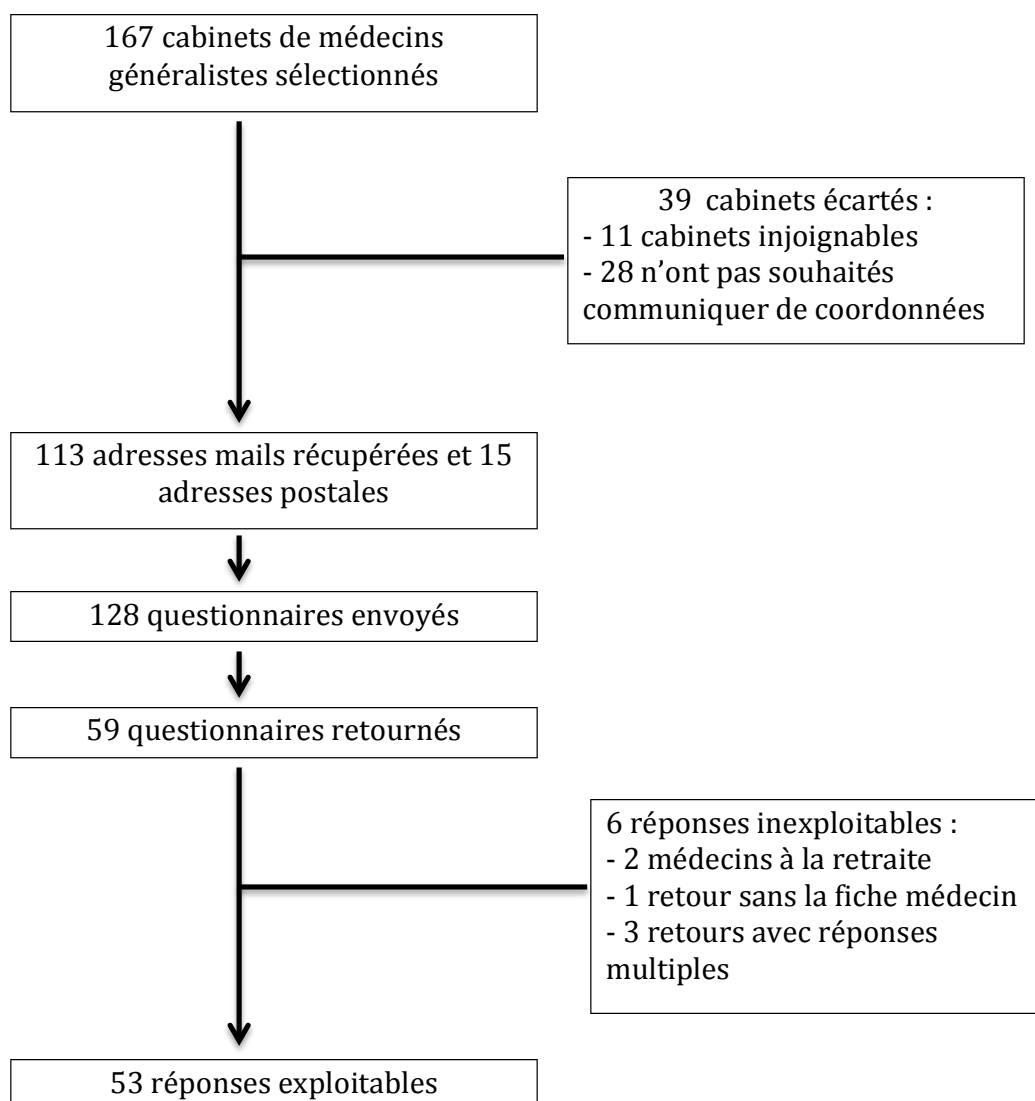 167 cabinets de médecins
généralistes sélectionnés
39 cabinets écartés :
- 11 cabinets injoignables
- 28 n’ont pas souhaités
communiquer de coordonnées
113 adresses mails récupérées et 15
adresses postales
128 questionnaires envoyés
59 questionnaires retournés
6 réponses inexploitables :
- 2 médecins à la retraite
- 1 retour sans la fiche médecin
- 3 retours avec réponses
multiples
53 réponses exploitables